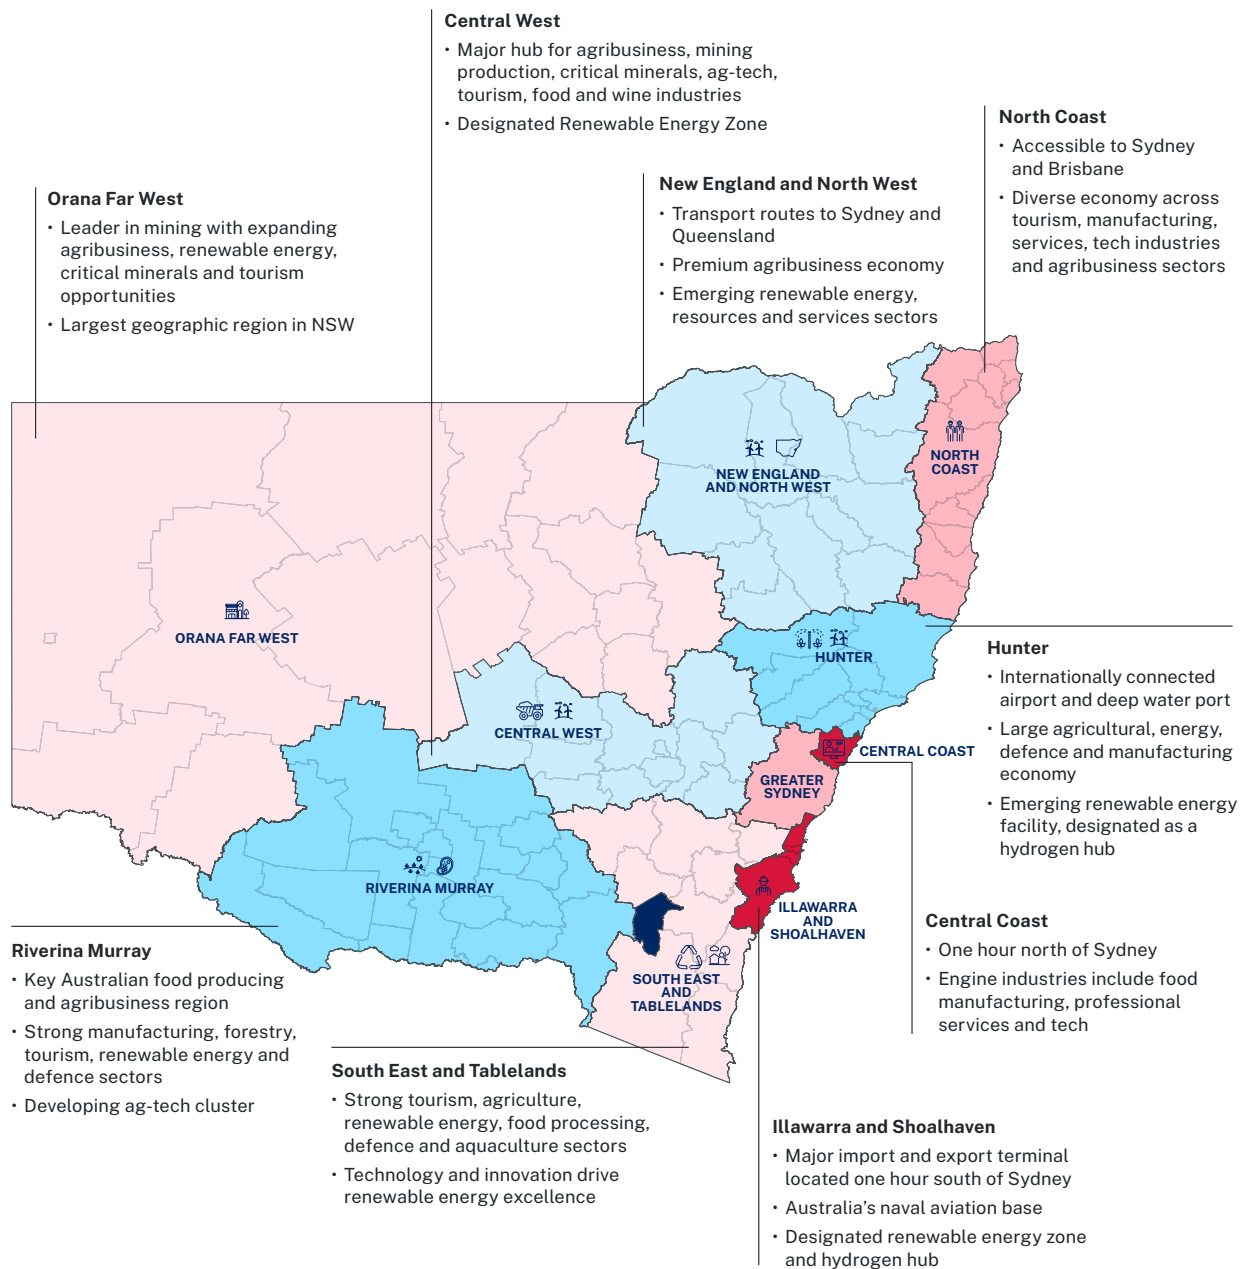 Central West
• Major hub for agribusiness, mining
production, critical minerals, ag-tech,
tourism, food and wine industries
• Designated Renewable Energy Zone
North Coast
• Accessible to Sydney
and Brisbane
• Diverse economy across
tourism, manufacturing,
services, tech industries
and agribusiness sectors
Orana Far West
• Leader in mining with expanding
agribusiness, renewable energy,
critical minerals and tourism
opportunities
• Largest geographic region in NSW
New England and North West
• Transport routes to Sydney and
Queensland
• Premium agribusiness economy
• Emerging renewable energy,
resources and services sectors
NORTH
COAST
NEW ENGLAND
AND NORTH WEST
ORANA FAR WEST
HUNTER
CENTRAL WEST
CENTRAL COAST
GREATER
SYDNEY
RIVERINA MURRAY
ILLAWARRA
AND
SHOALHAVEN
SOUTH EAST
AND
TABLELANDS
Hunter
• Internationally connected
airport and deep water port
• Large agricultural, energy,
defence and manufacturing
economy
• Emerging renewable energy
facility, designated as a
hydrogen hub
Central Coast
• One hour north of Sydney
• Engine industries include food
manufacturing, professional
services and tech
Riverina Murray
• Key Australian food producing
and agribusiness region
• Strong manufacturing, forestry,
tourism, renewable energy and
defence sectors
• Developing ag-tech cluster
South East and Tablelands
• Strong tourism, agriculture,
renewable energy, food processing,
defence and aquaculture sectors
• Technology and innovation drive
renewable energy excellence
Illawarra and Shoalhaven
• Major import and export terminal
located one hour south of Sydney
• Australia’s naval aviation base
• Designated renewable energy zone
and hydrogen hub